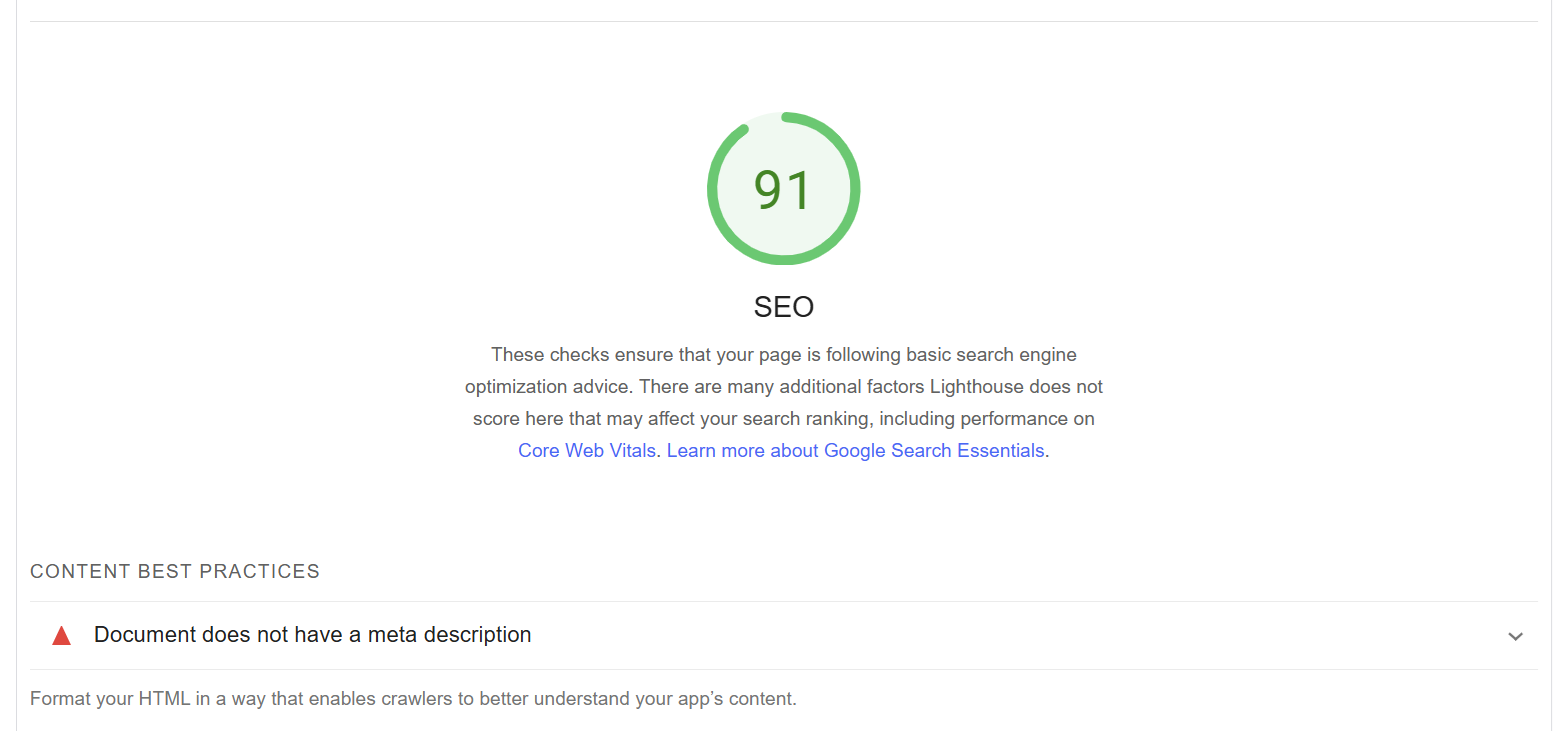 91
SEO
These checks ensure that your page is following basic search engine
optimization advice. There are many additional factors Lighthouse does not
score here that may affect your search ranking, including performance on
Core Web Vitals. Learn more about Google Search Essentials.
CONTENT BEST PRACTICES
Document does not have a meta description
Format your HTML in a way that enables crawlers to better understand your app’s content.